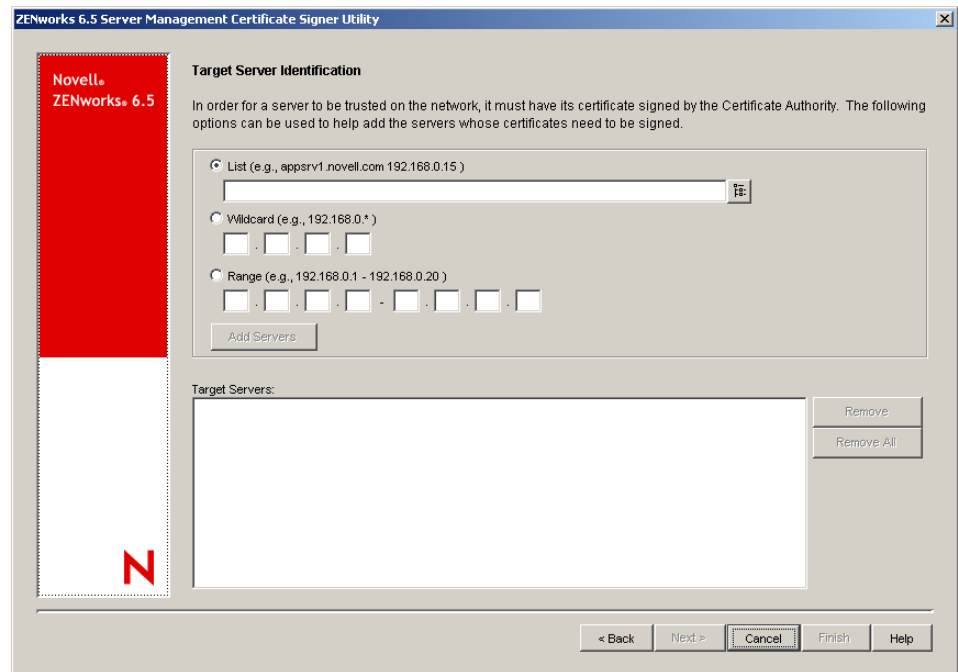 ZENworks 6.5 Server Management Certificate Signer Utility
Novell®
ZENworks® 6.5
Target Server Identification
In order for a server to be trusted on the network, it must have its certificate signed by the Certificate Authority. The following
options can be used to help add the servers whose certificates need to be signed.
List (e.g., appsrv1.novell.com 192.168.0.15 )
Wildcard (e.g., 192.168.0.* )
. . .
Range (e.g., 192.168.0.1 - 192.168.0.20 )
. . . - . . .
Add Servers
Target Servers:
Remove
Remove All
N
< Back
Next >
Cancel
Finish
Help